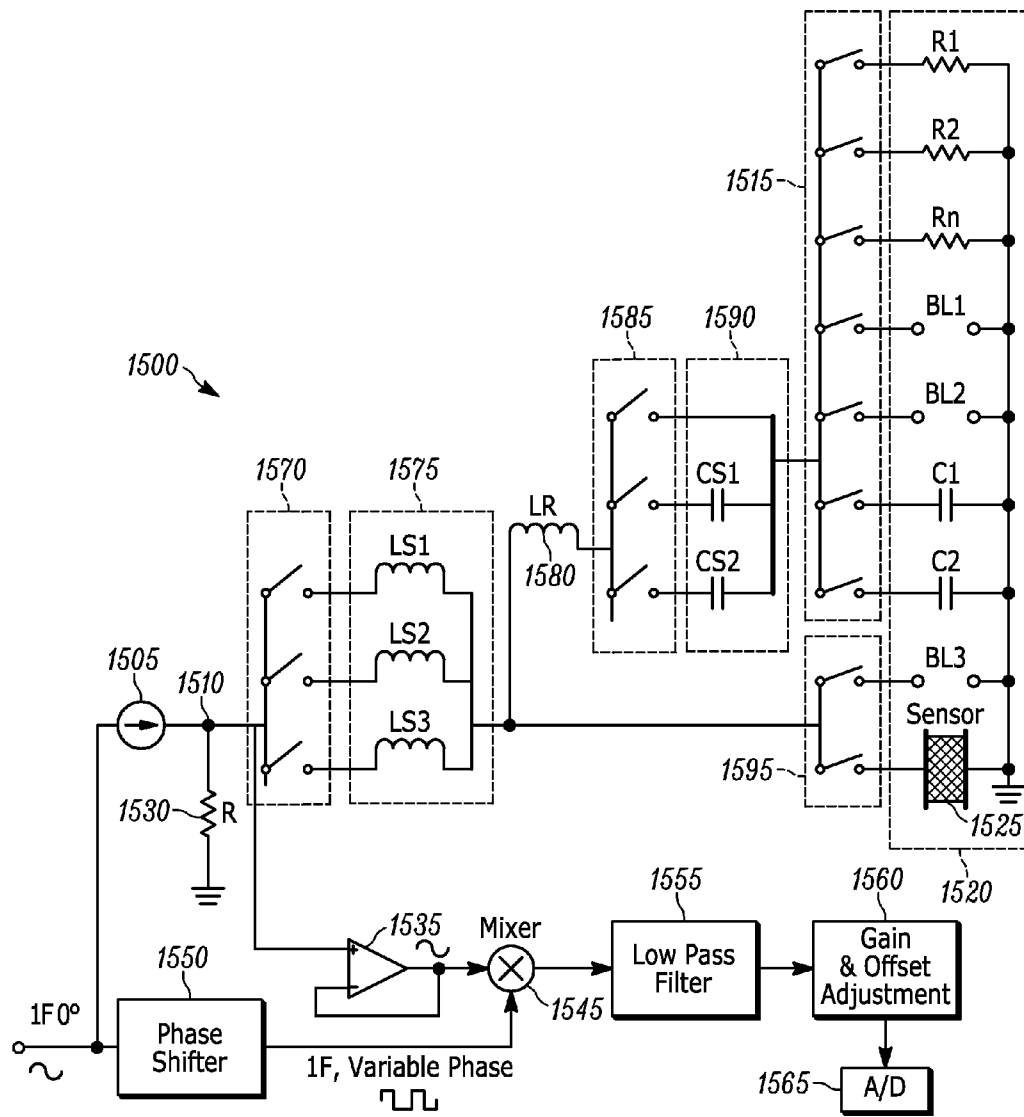 R1
R2
1515
Rn
1585
1590
BL1
1500
BL2
1570
1575
CS1
C1
LR
LS1
1580
CS2
C2
LS2
1505
1510
BL3
LS3
Sensor
1595
1530
R
1525
1520
1535
Mixer
1555
1560
1550
Low Pass
Filter
Gain
& Offset
Adjustment
1F 0°
Phase
Shifter
1545
1F, Variable Phase
1565
A/D